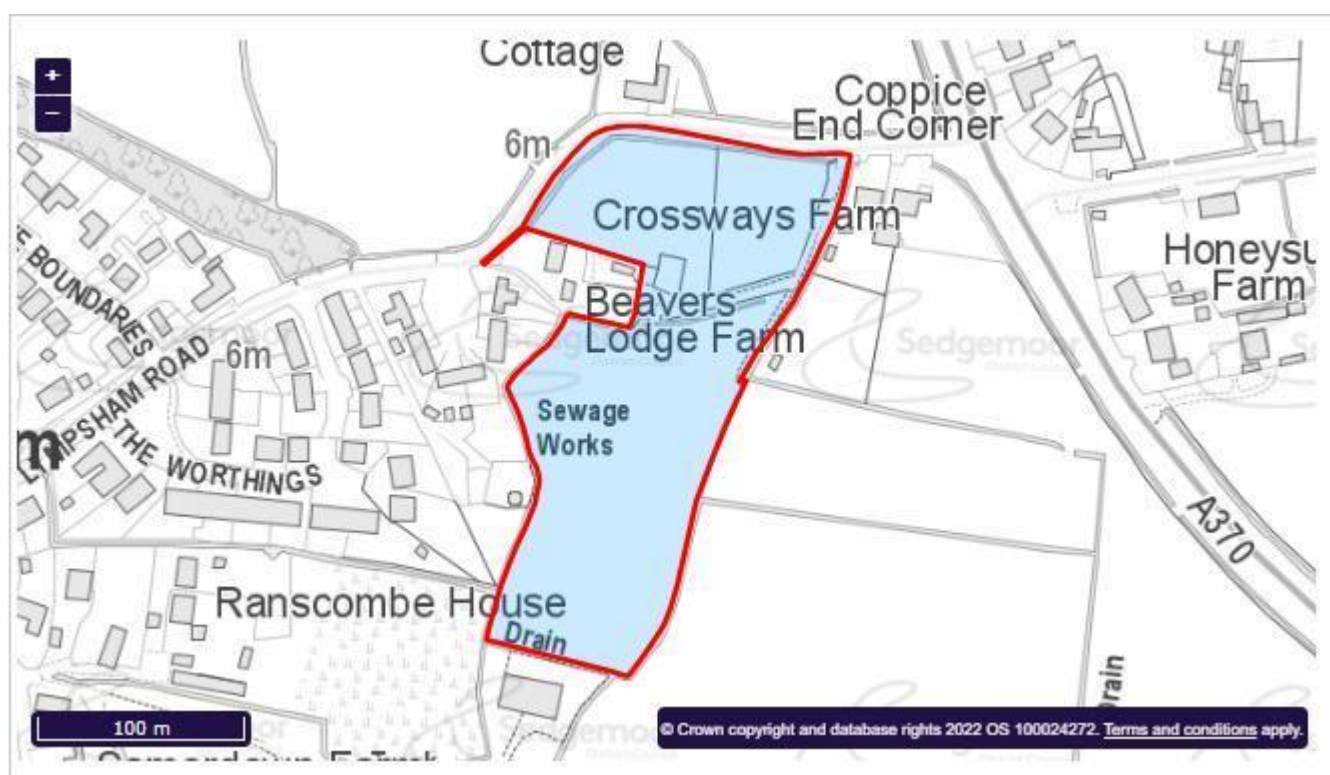 +
−
Cottage
Coppice
End Corner
6m
Crossways Farm
Honeysu
Farm
Beavers
Lodge Farm
E BOUNDARIES
6m
Sedgemoor
LYMPSHAM ROAD
Sewage
Works
THE WORTHINGS
A370
Ranscombe House
Drain
Drain
100 m
© Crown copyright and database rights 2022 OS 100024272. Terms and conditions apply.
Sedgemoor